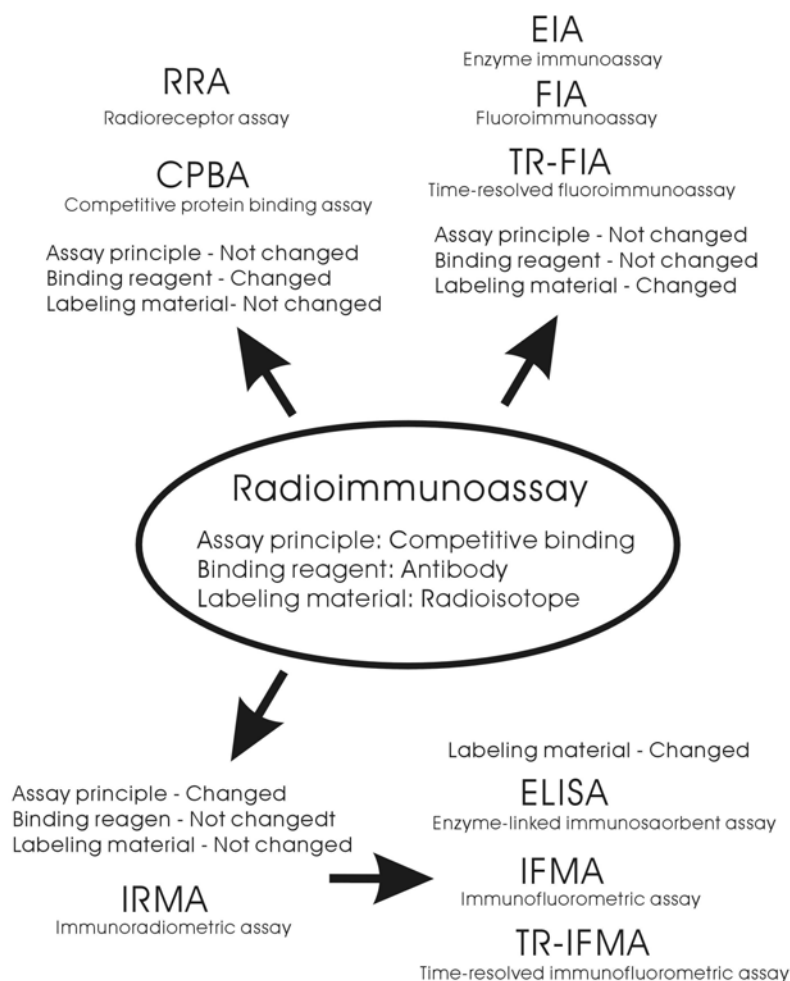 RRA
Radioreceptor assay
CPBA
Competitive protein binding assay
Assay principle - Not changed
Binding reagent - Changed
Labeling material- Not changed
EIA
Enzyme immunoassay
FIA
Fluoroimmunoassay
TR-FIA
Time-resolved fluoroimmunoassay
Assay principle - Not changed
Binding reagent - Not changed
Labeling material - Changed
Radioimmunoassay
Assay principle: Competitive binding
Binding reagent: Antibody
Labeling material: Radioisotope
Assay principle - Changed
Binding reagen - Not changedt
Labeling material - Not changed
IRMA
Immunoradiometric assay
Labeling material - Changed
ELISA
Enzyme-linked immunosaorbent assay
IFMA
Immunofluorometric assay
TR-IFMA
Time-resolved immunofluorometric assay